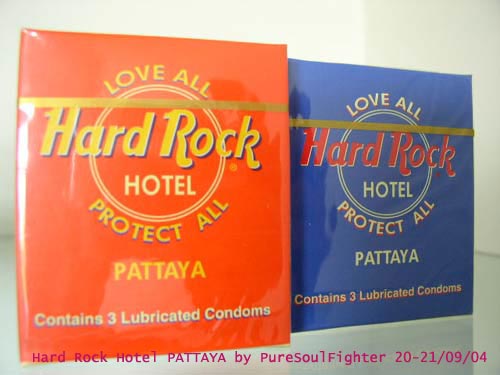 LOVE ALL
Hard Rock®
HOTEL
PROTECT ALL
PATTAYA
Contains 3 Lubricated Condoms
LOVE ALL
Hard Rock
HOTEL
PROTECT ALL
PATTAYA
Contains 3 Lubricated Condoms
Hard Rock Hotel PATTAYA by PureSoulFighter 20-21/09/04